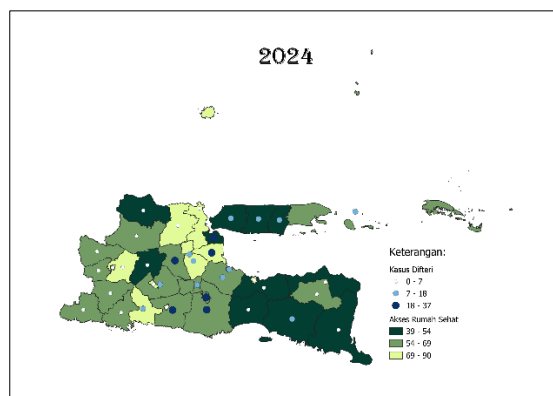 2024
Keterangan:
Kasus Difteri
0 - 7
7 - 18
18 - 37
Akses Rumah Sehat
39 - 54
54 - 69
69 - 90